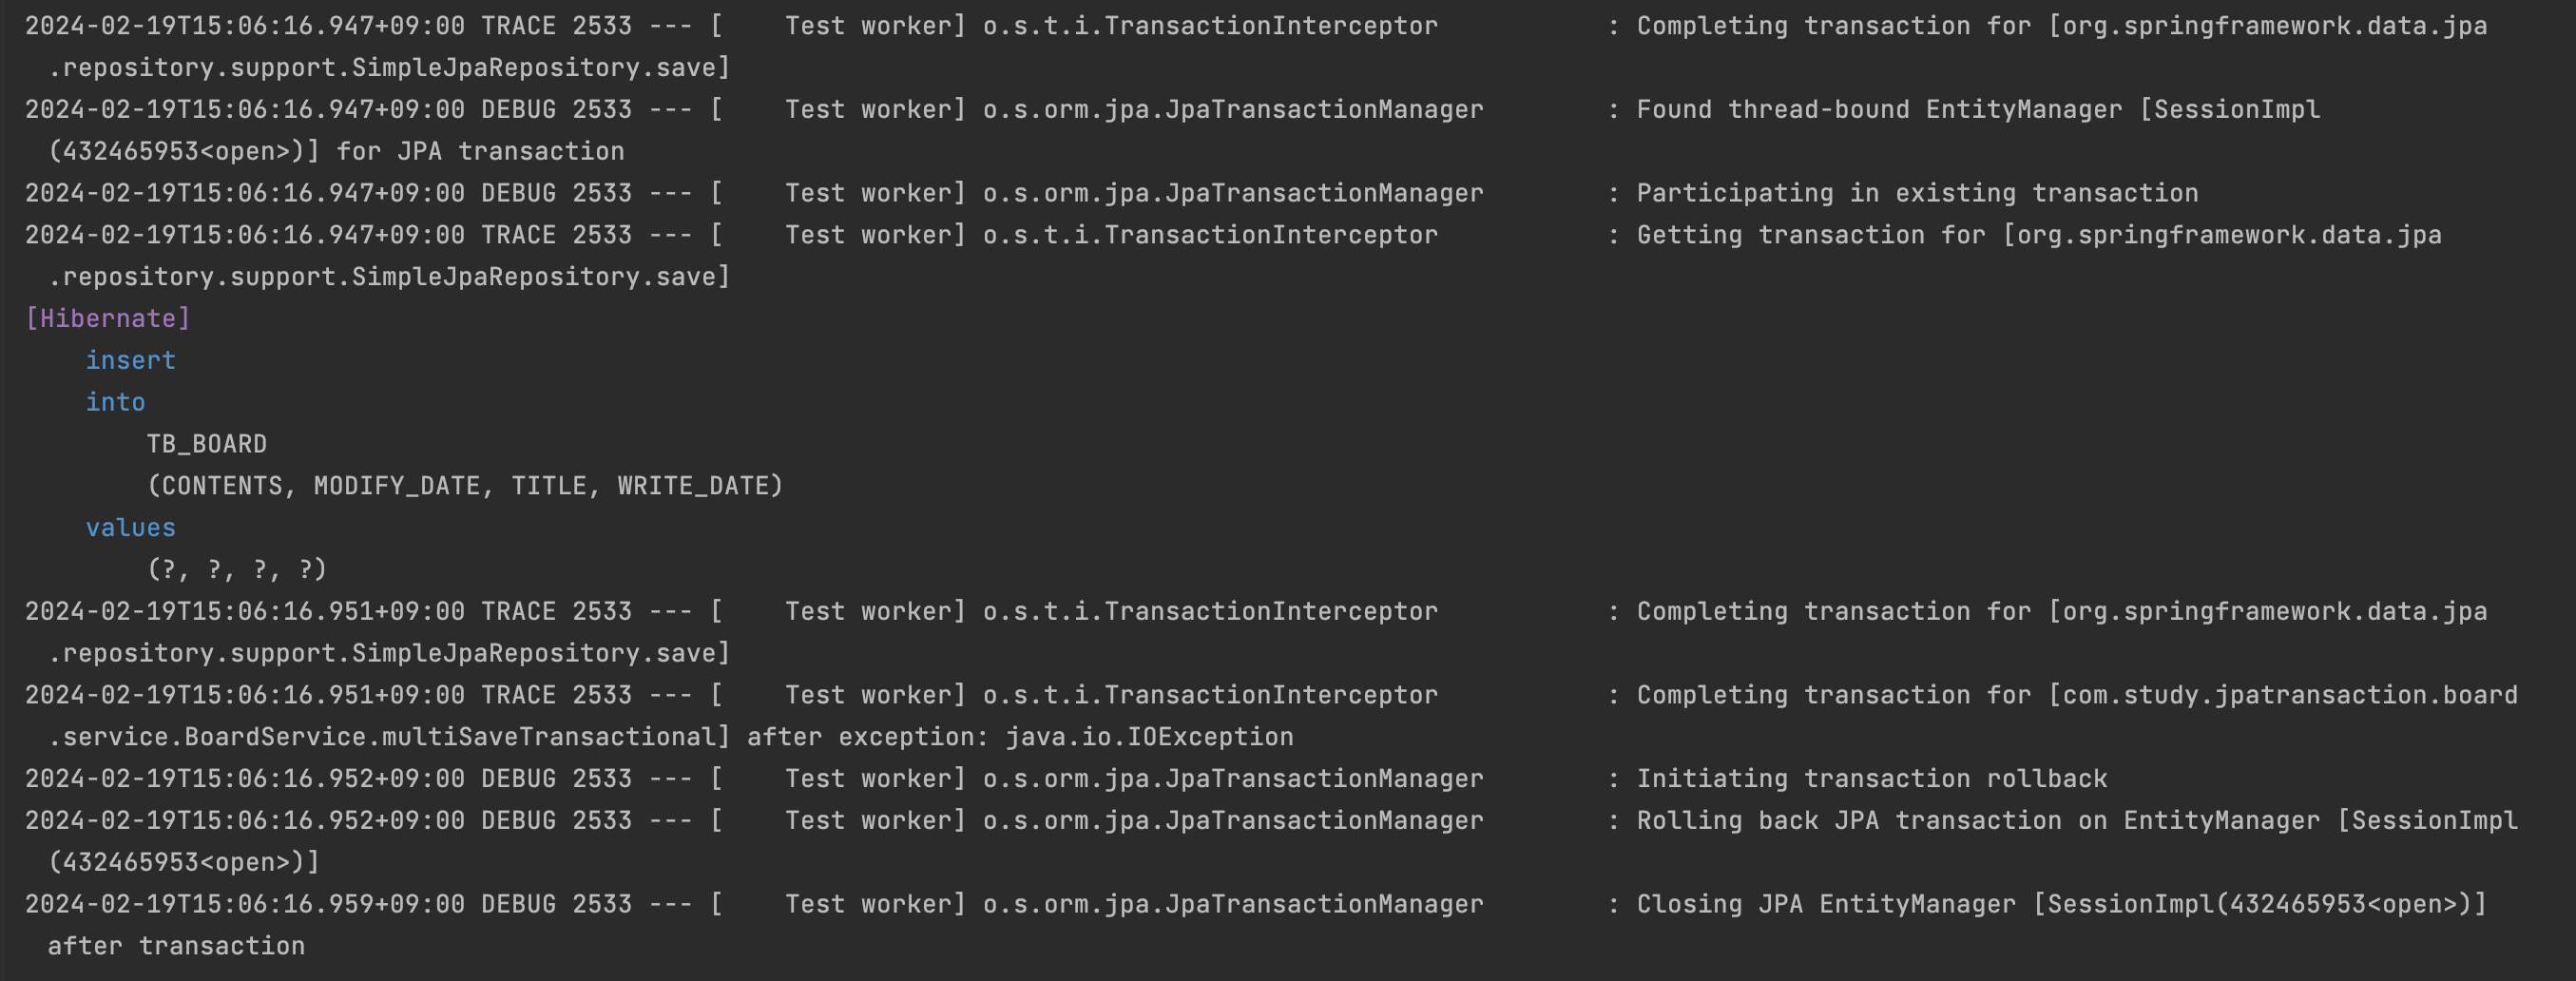 2024-02-19T15:06:16.947+09:00 TRACE 2533 --- [    Test worker] o.s.t.i.TransactionInterceptor           : Completing transaction for [org.springframework.data.jpa
.repository.support.SimpleJpaRepository.save]
2024-02-19T15:06:16.947+09:00 DEBUG 2533 --- [    Test worker] o.s.orm.jpa.JpaTransactionManager        : Found thread-bound EntityManager [SessionImpl
(432465953<open>)] for JPA transaction
2024-02-19T15:06:16.947+09:00 DEBUG 2533 --- [    Test worker] o.s.orm.jpa.JpaTransactionManager        : Participating in existing transaction
2024-02-19T15:06:16.947+09:00 TRACE 2533 --- [    Test worker] o.s.t.i.TransactionInterceptor           : Getting transaction for [org.springframework.data.jpa
.repository.support.SimpleJpaRepository.save]
[Hibernate]
    insert
    into
        TB_BOARD
        (CONTENTS, MODIFY_DATE, TITLE, WRITE_DATE)
    values
        (?, ?, ?, ?)
2024-02-19T15:06:16.951+09:00 TRACE 2533 --- [    Test worker] o.s.t.i.TransactionInterceptor           : Completing transaction for [org.springframework.data.jpa
.repository.support.SimpleJpaRepository.save]
2024-02-19T15:06:16.951+09:00 TRACE 2533 --- [    Test worker] o.s.t.i.TransactionInterceptor           : Completing transaction for [com.study.jpatransaction.board
.service.BoardService.multiSaveTransactional] after exception: java.io.IOException
2024-02-19T15:06:16.952+09:00 DEBUG 2533 --- [    Test worker] o.s.orm.jpa.JpaTransactionManager        : Initiating transaction rollback
2024-02-19T15:06:16.952+09:00 DEBUG 2533 --- [    Test worker] o.s.orm.jpa.JpaTransactionManager        : Rolling back JPA transaction on EntityManager [SessionImpl
(432465953<open>)]
2024-02-19T15:06:16.959+09:00 DEBUG 2533 --- [    Test worker] o.s.orm.jpa.JpaTransactionManager        : Closing JPA EntityManager [SessionImpl(432465953<open>)]
after transaction